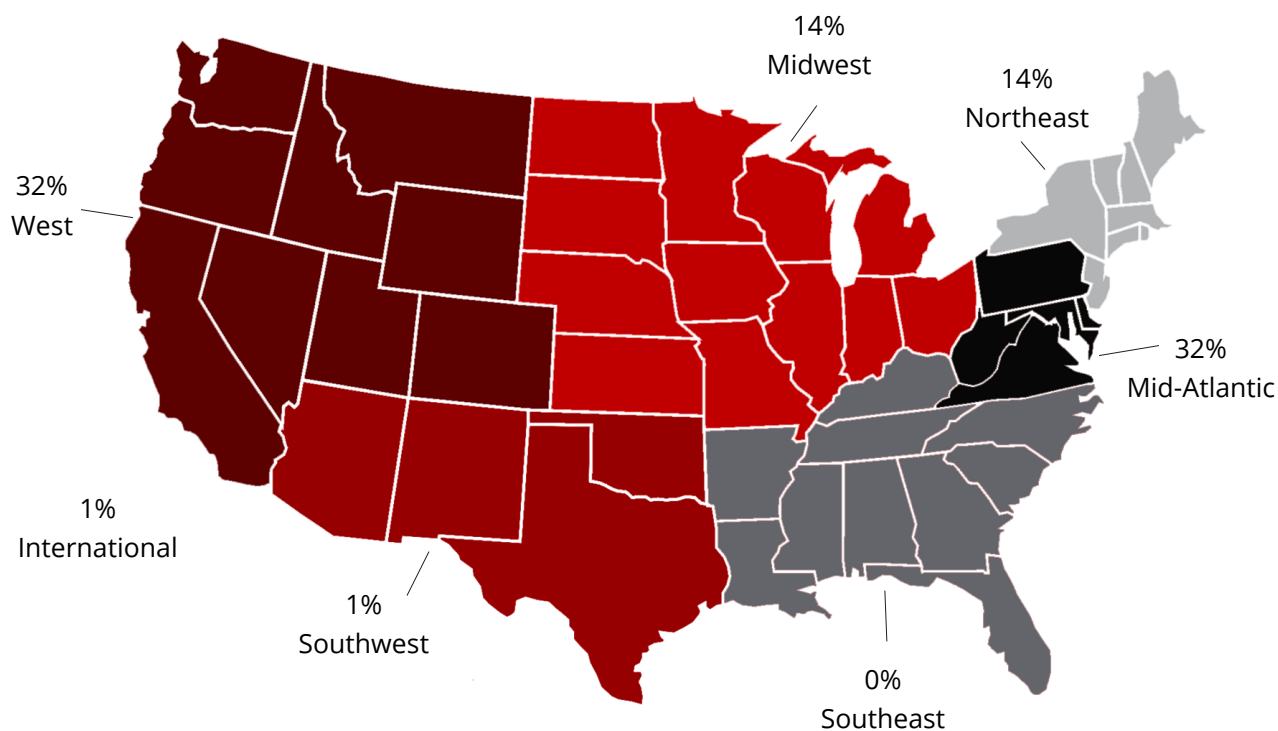 14%
Midwest
14%
Northeast
32%
West
32%
Mid-Atlantic
1%
International
1%
Southwest
0%
Southeast